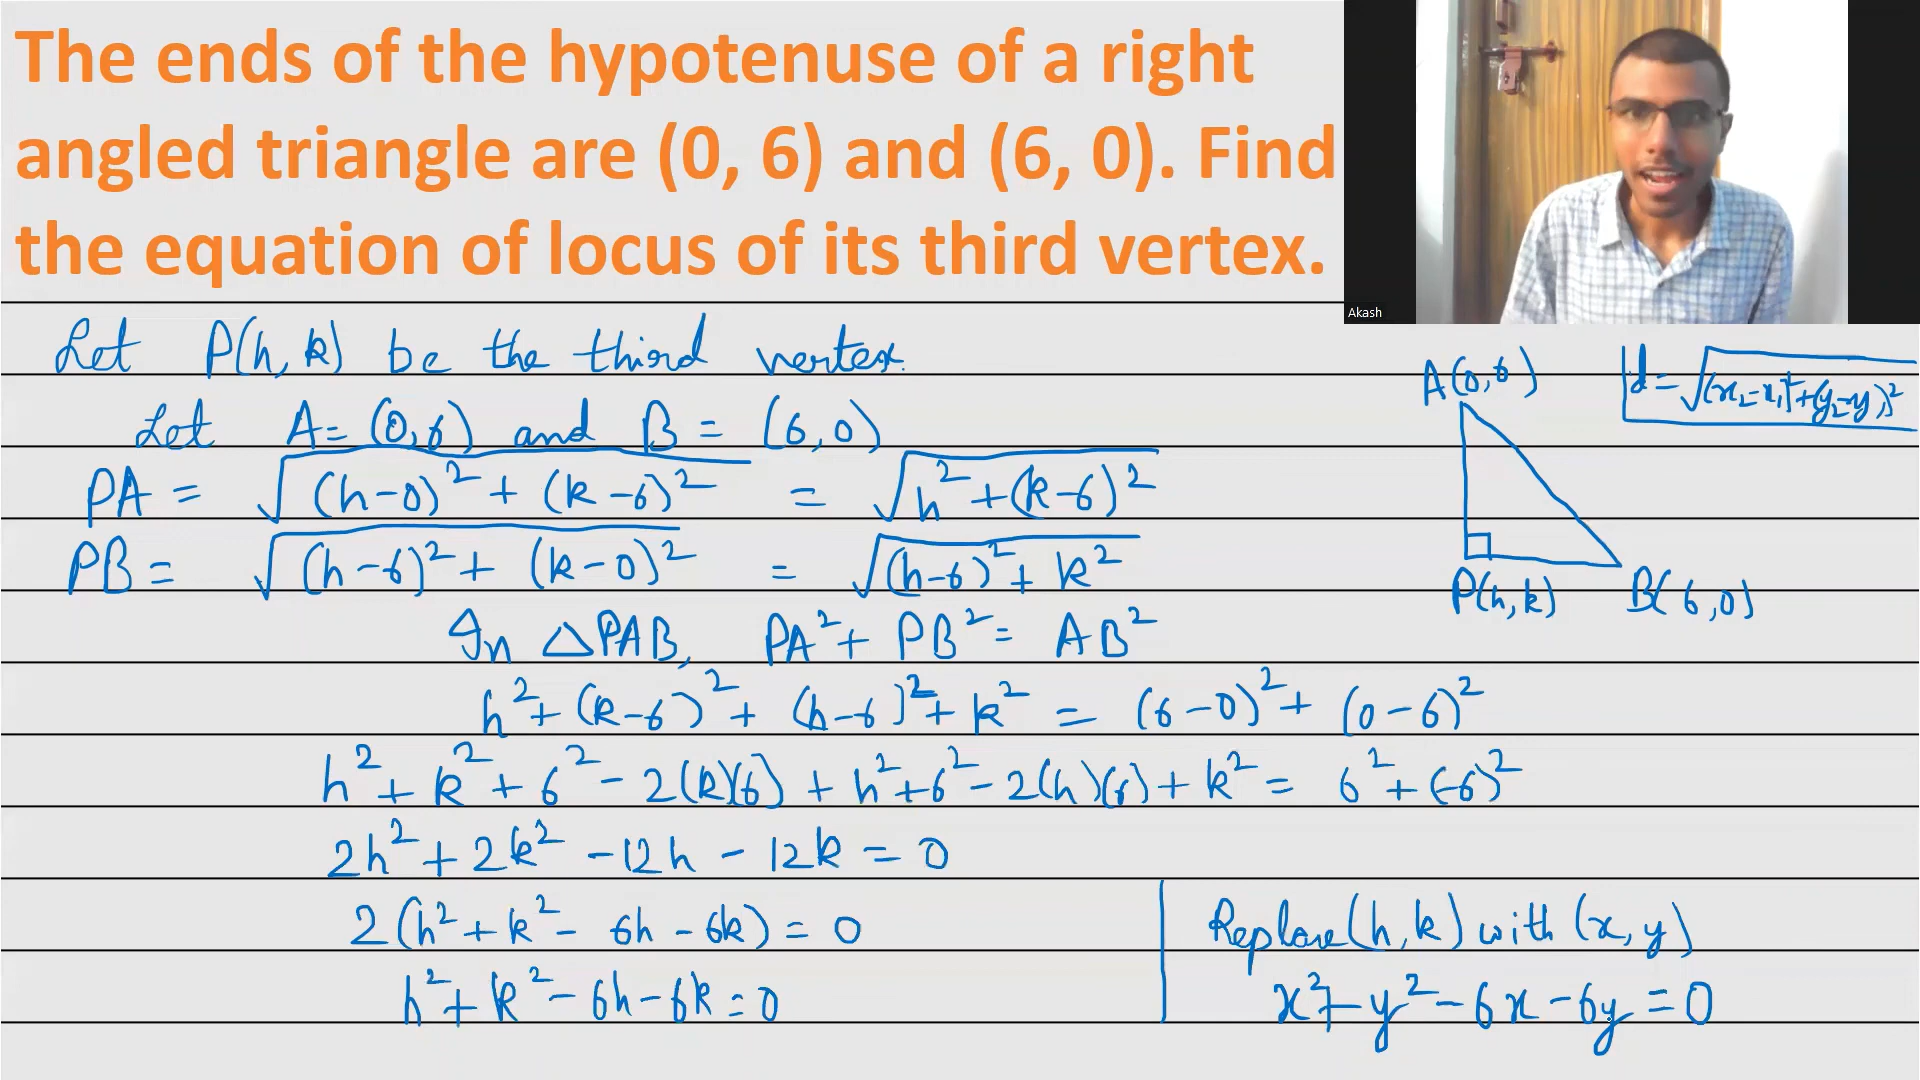 The ends of the hypotenuse of a right
angled triangle are (0, 6) and (6, 0). Find
the equation of locus of its third vertex.
Akash
Let P(h, k) be the third vertex.
A(0,6)
d = √(x₂-x₁)²+(y₂-y₁)²
Let A = (0,6) and B = (6,0)
PA = √(h-0)² + (k-6)² = √h²+(k-6)²
PB = √(h-6)² + (k-0)² = √(h-6)²+k²
P(h,k) B(6,0)
In △PAB, PA² + PB² = AB²
h² + (k-6)² + (h-6)² + k² = (6-0)² + (0-6)²
h² + k² + 6² - 2(k)(6) + h² + 6² - 2(h)(6) + k² = 6² + (-6)²
2h² + 2k² - 12h - 12k = 0
2(h² + k² - 6h - 6k) = 0
h² + k² - 6h - 6k = 0
Replace (h,k) with (x,y)
x² + y² - 6x - 6y = 0